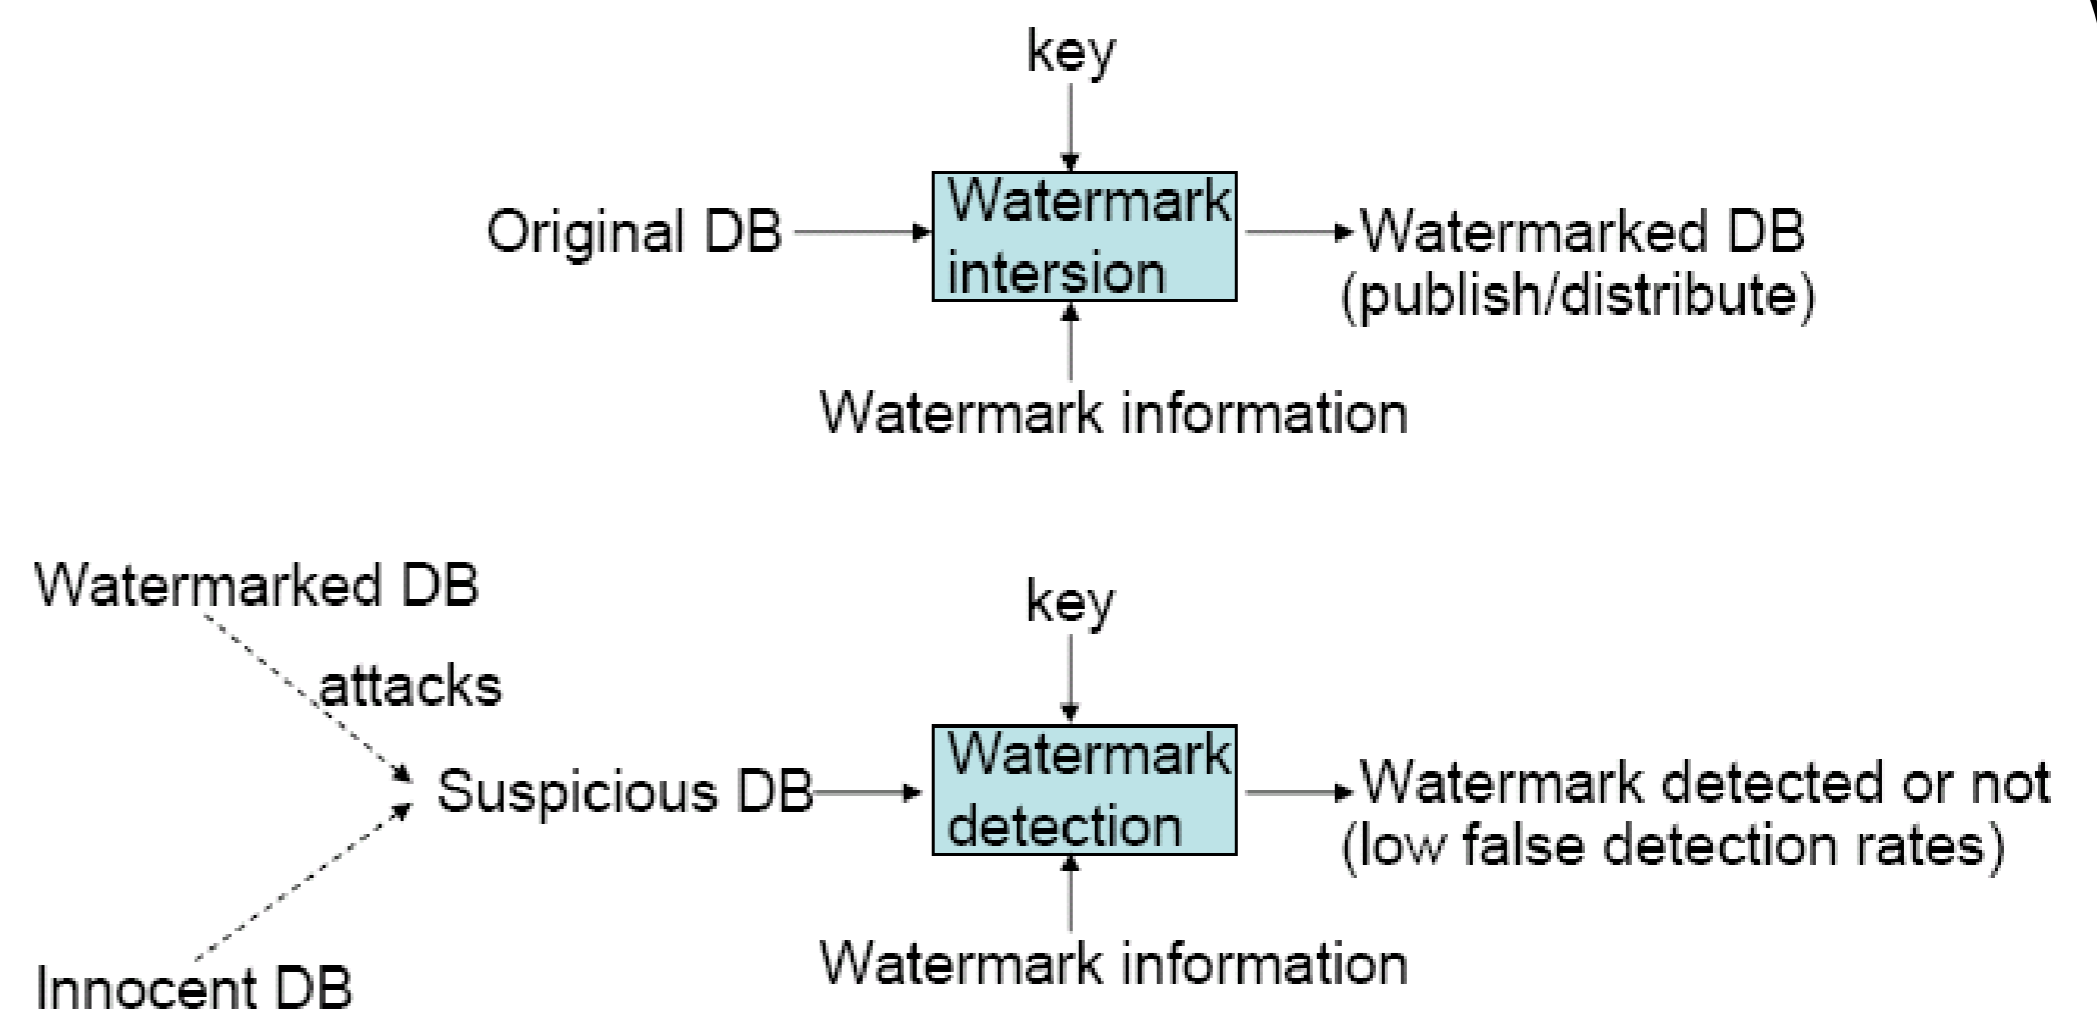 key
Original DB
Watermark
intersion
Watermarked DB
(publish/distribute)
Watermark information
Watermarked DB
attacks
key
Suspicious DB
Watermark
detection
Watermark detected or not
(low false detection rates)
Innocent DB
Watermark information